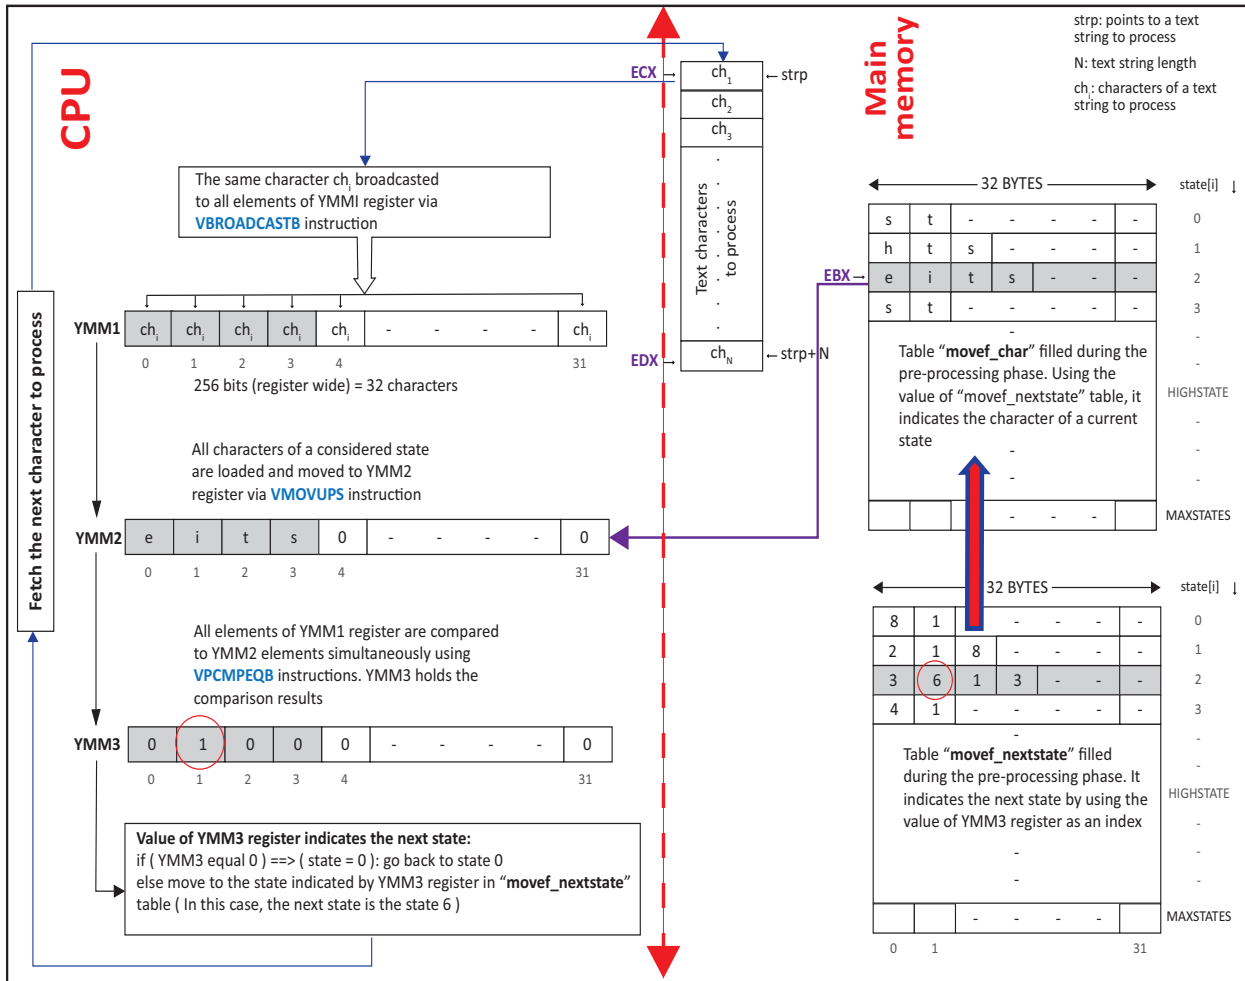 CPU
Main
memory
strp: points to a text
string to process
N: text string length
ch_i: characters of a text
string to process
ECX
ch_1
strp
ch_2
ch_3
Text characters
to process
EDX
ch_N
strp+N
The same character ch_i broadcasted
to all elements of YMMI register via
VBROADCASTB instruction
Fetch the next character to process
YMM1 ch_i ch_i ch_i ch_i ch_i - - - - ch_i
0 1 2 3 4 31
256 bits (register wide) = 32 characters
All characters of a considered state
are loaded and moved to YMM2
register via VMOVUPS instruction
YMM2 e i t s 0 - - - - 0
0 1 2 3 4 31
All elements of YMM1 register are compared
to YMM2 elements simultaneously using
VPCMPEQB instructions. YMM3 holds the
comparison results
YMM3 0 1 0 0 0 - - - - 0
0 1 2 3 4 31
Value of YMM3 register indicates the next state:
if ( YMM3 equal 0 ) ==> ( state = 0 ): go back to state 0
else move to the state indicated by YMM3 register in “movef_nextstate”
table ( In this case, the next state is the state 6 )
32 BYTES state[i]
s t - - - - - 0
h t s - - - - 1
EBX e i t s - - - 2
s t - - - - - 3
Table “movef_char” filled during the
pre-processing phase. Using the
value of “movef_nextstate” table, it
indicates the character of a current
state
HIGHSTATE
MAXSTATES
32 BYTES state[i]
8 1 - - - - 0
2 1 8 - - - - 1
3 6 1 3 - - - 2
4 1 - - - - - 3
Table “movef_nextstate” filled
during the pre-processing phase. It
indicates the next state by using the
value of YMM3 register as an index
HIGHSTATE
MAXSTATES
0 1 31